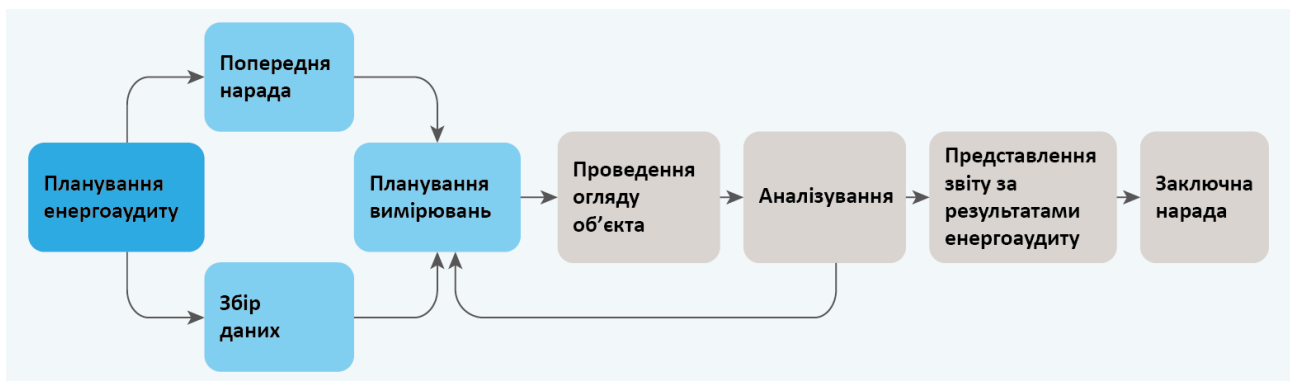 Попередня
нарада
Планування
енергоаудиту
Збір
даних
Планування
вимірювань
Проведення
огляду
об’єкта
Аналізування
Представлення
звіту за
результатами
енергоаудиту
Заключна
нарада